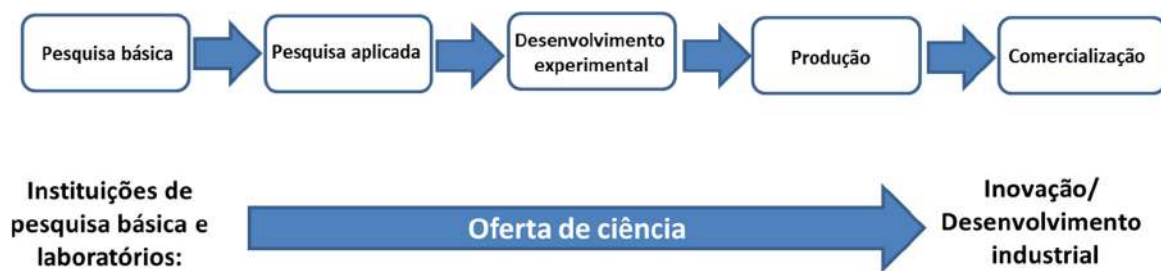 Pesquisa básica
Pesquisa aplicada
Desenvolvimento
experimental
Produção
Comercialização
Instituições de
pesquisa básica e
laboratórios:
Oferta de ciência
Inovação/
Desenvolvimento
industrial